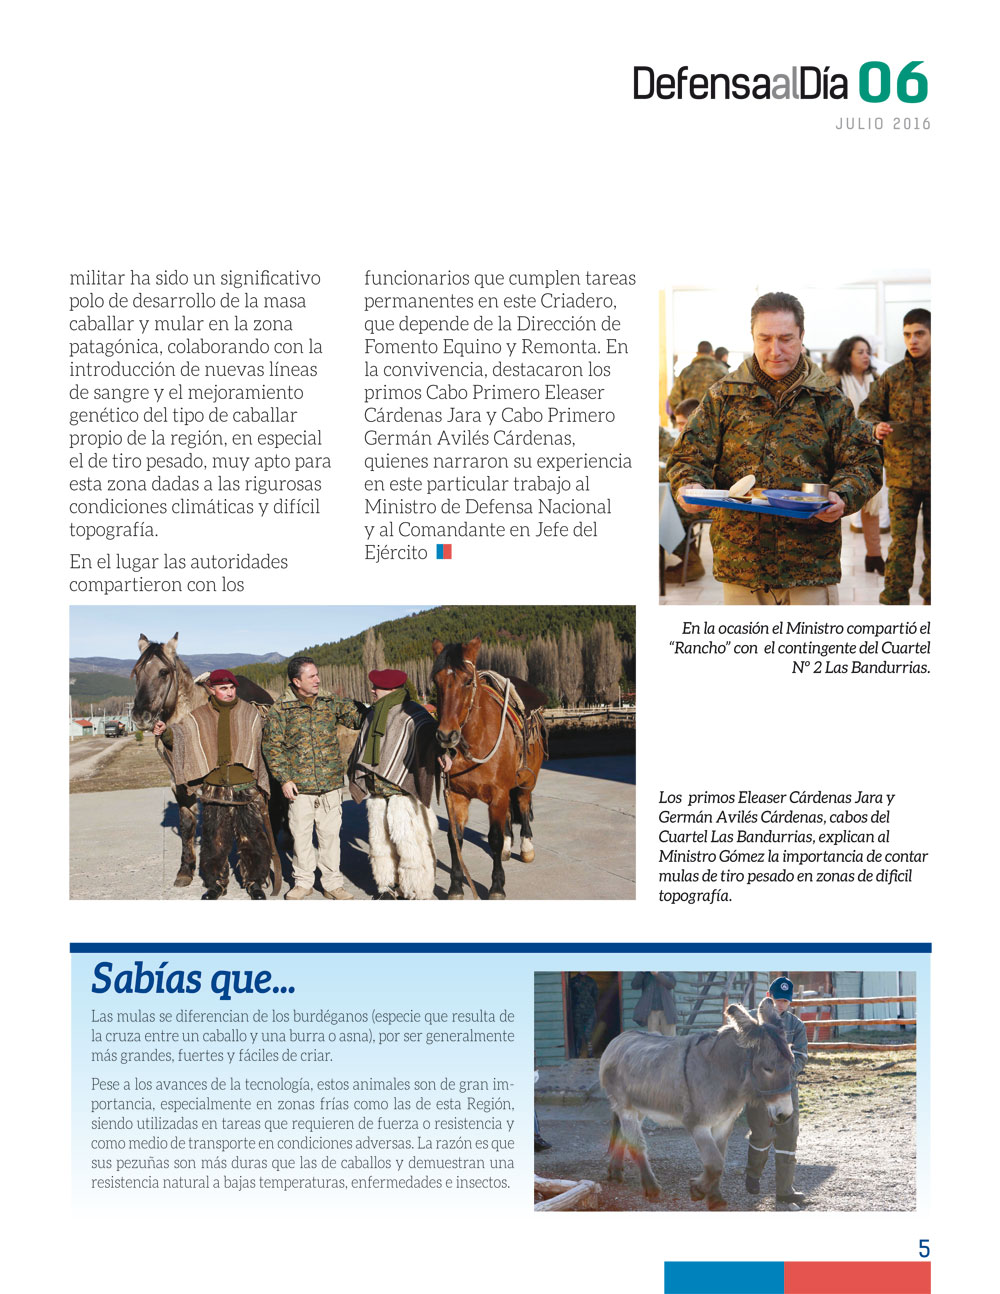 DefensaalDía 06
JULIO 2016
militar ha sido un significativo
polo de desarrollo de la masa
caballar y mular en la zona
patagónica, colaborando con la
introducción de nuevas líneas
de sangre y el mejoramiento
genético del tipo de caballar
propio de la región, en especial
el de tiro pesado, muy apto para
esta zona dadas a las rigurosas
condiciones climáticas y difícil
topografía.
En el lugar las autoridades
compartieron con los
funcionarios que cumplen tareas
permanentes en este Criadero,
que depende de la Dirección de
Fomento Equino y Remonta. En
la convivencia, destacaron los
primos Cabo Primero Eleaser
Cárdenas Jara y Cabo Primero
Germán Avilés Cárdenas,
quienes narraron su experiencia
en este particular trabajo al
Ministro de Defensa Nacional
y al Comandante en Jefe del
Ejército
En la ocasión el Ministro compartió el
“Rancho” con el contingente del Cuartel
Nº 2 Las Bandurrias.
Los primos Eleaser Cárdenas Jara y
Germán Avilés Cárdenas, cabos del
Cuartel Las Bandurrias, explican al
Ministro Gómez la importancia de contar
mulas de tiro pesado en zonas de dificil
topografía.
Sabías que...
Las mulas se diferencian de los burdéganos (especie que resulta de
la cruza entre un caballo y una burra o asna), por ser generalmente
más grandes, fuertes y fáciles de criar.
Pese a los avances de la tecnología, estos animales son de gran im-
portancia, especialmente en zonas frías como las de esta Región,
siendo utilizadas en tareas que requieren de fuerza o resistencia y
como medio de transporte en condiciones adversas. La razón es que
sus pezuñas son más duras que las de caballos y demuestran una
resistencia natural a bajas temperaturas, enfermedades e insectos.
5